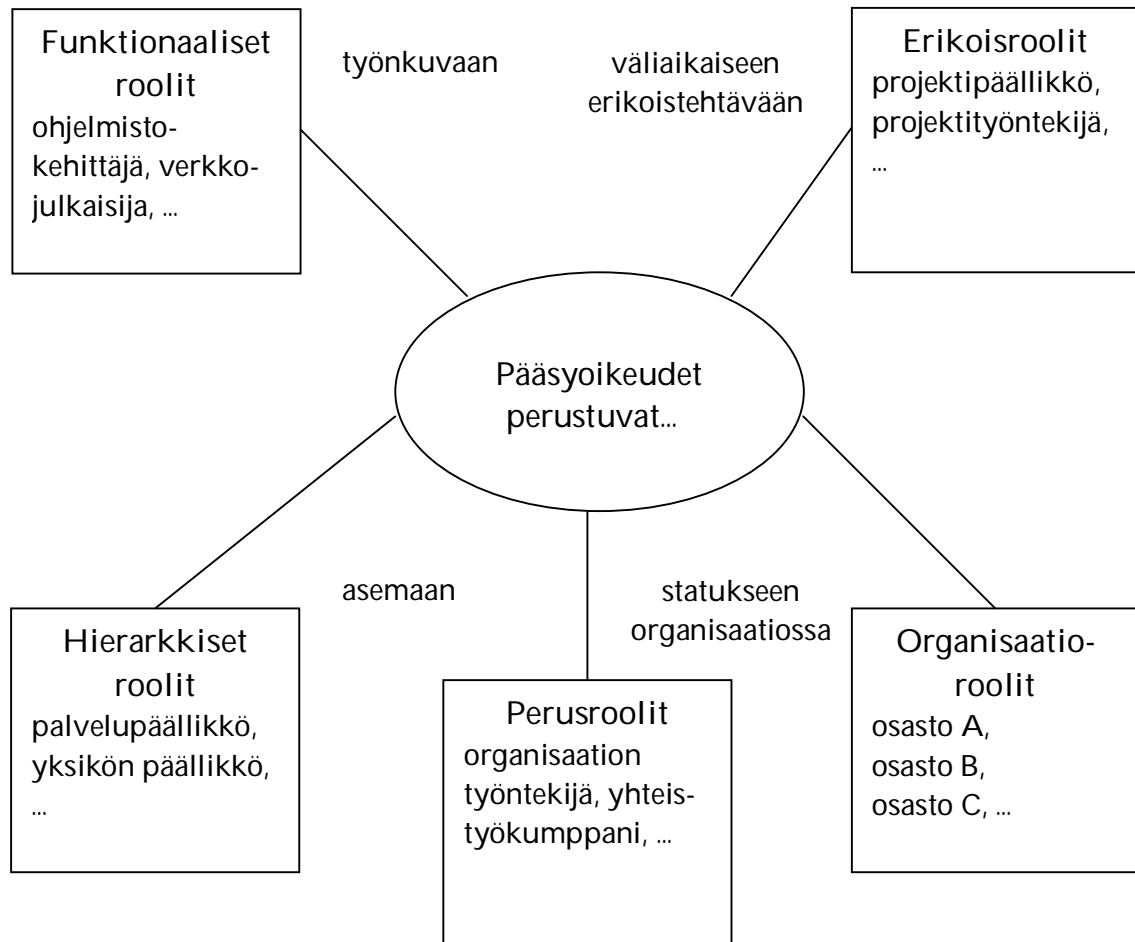 Funktionaaliset
roolit
ohjelmisto-
kehittäjä, verkko-
julkaisija, ...
työnkuvaan
väliaikaiseen
erikoistehtävään
Erikoisroolit
projektipäällikkö,
projektityöntekijä,
...
Pääsyoikeudet
perustuvat...
asemaan
statukseen
organisaatiossa
Hierarkkiset
roolit
palvelupäällikkö,
yksikön päällikkö,
...
Perusroolit
organisaation
työntekijä, yhteis-
työkumppani, ...
Organisaatio-
roolit
osasto A,
osasto B,
osasto C, ...